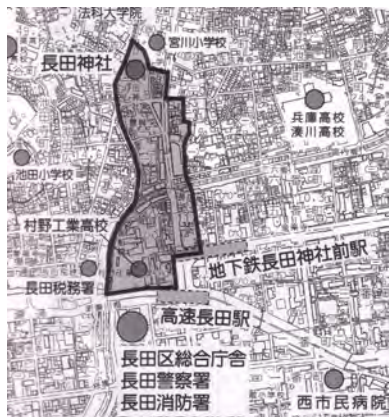 法科大学院
宮川小学校
長田神社
兵庫高校
湊川高校
池田小学校
村野工業高校
地下鉄長田神社前駅
長田税務署
高速長田駅
長田区総合庁舎
長田警察署
長田消防署
西市民病院